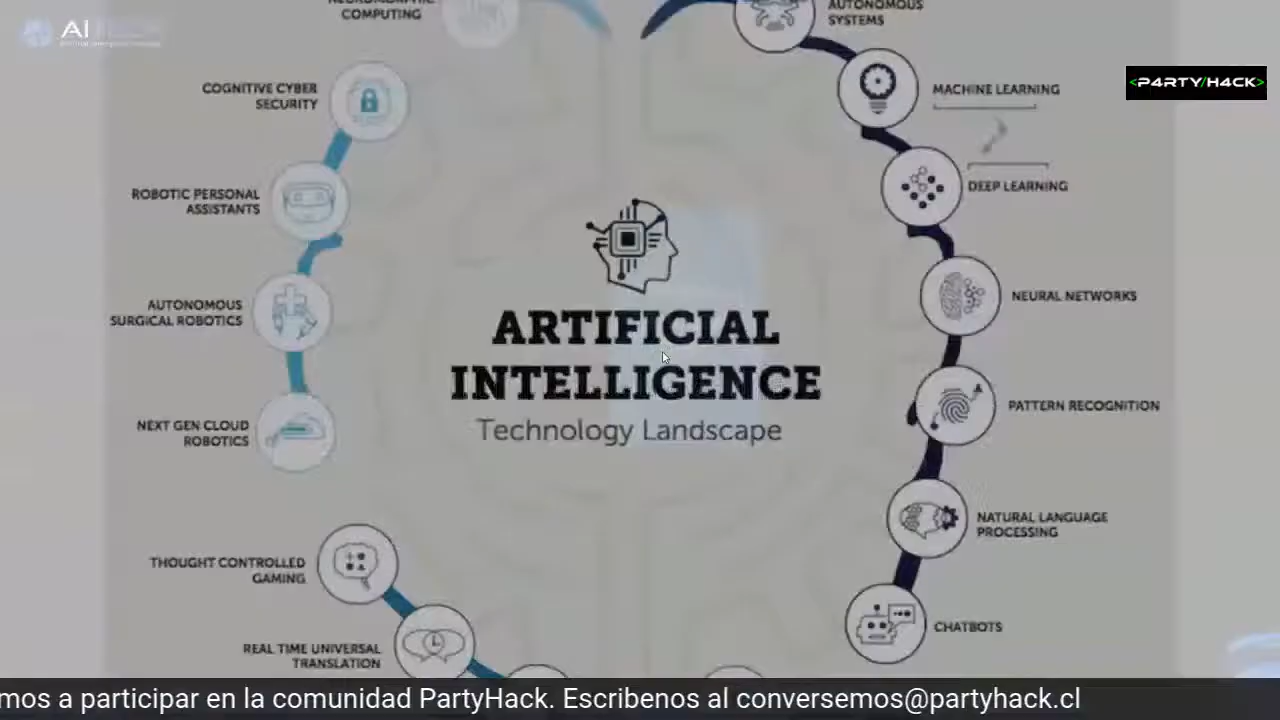 COMPUTING
AUTONOMOUS
SYSTEMS
AI
<P4RTY/H4CK>
COGNITIVE CYBER
SECURITY
MACHINE LEARNING
ROBOTIC PERSONAL
ASSISTANTS
DEEP LEARNING
AUTONOMOUS
SURGICAL ROBOTICS
NEURAL NETWORKS
ARTIFICIAL
INTELLIGENCE
Technology Landscape
NEXT GEN CLOUD
ROBOTICS
PATTERN RECOGNITION
NATURAL LANGUAGE
PROCESSING
THOUGHT CONTROLLED
GAMING
CHATBOTS
REAL TIME UNIVERSAL
TRANSLATION
mos a participar en la comunidad PartyHack. Escribenos al conversemos@partyhack.cl